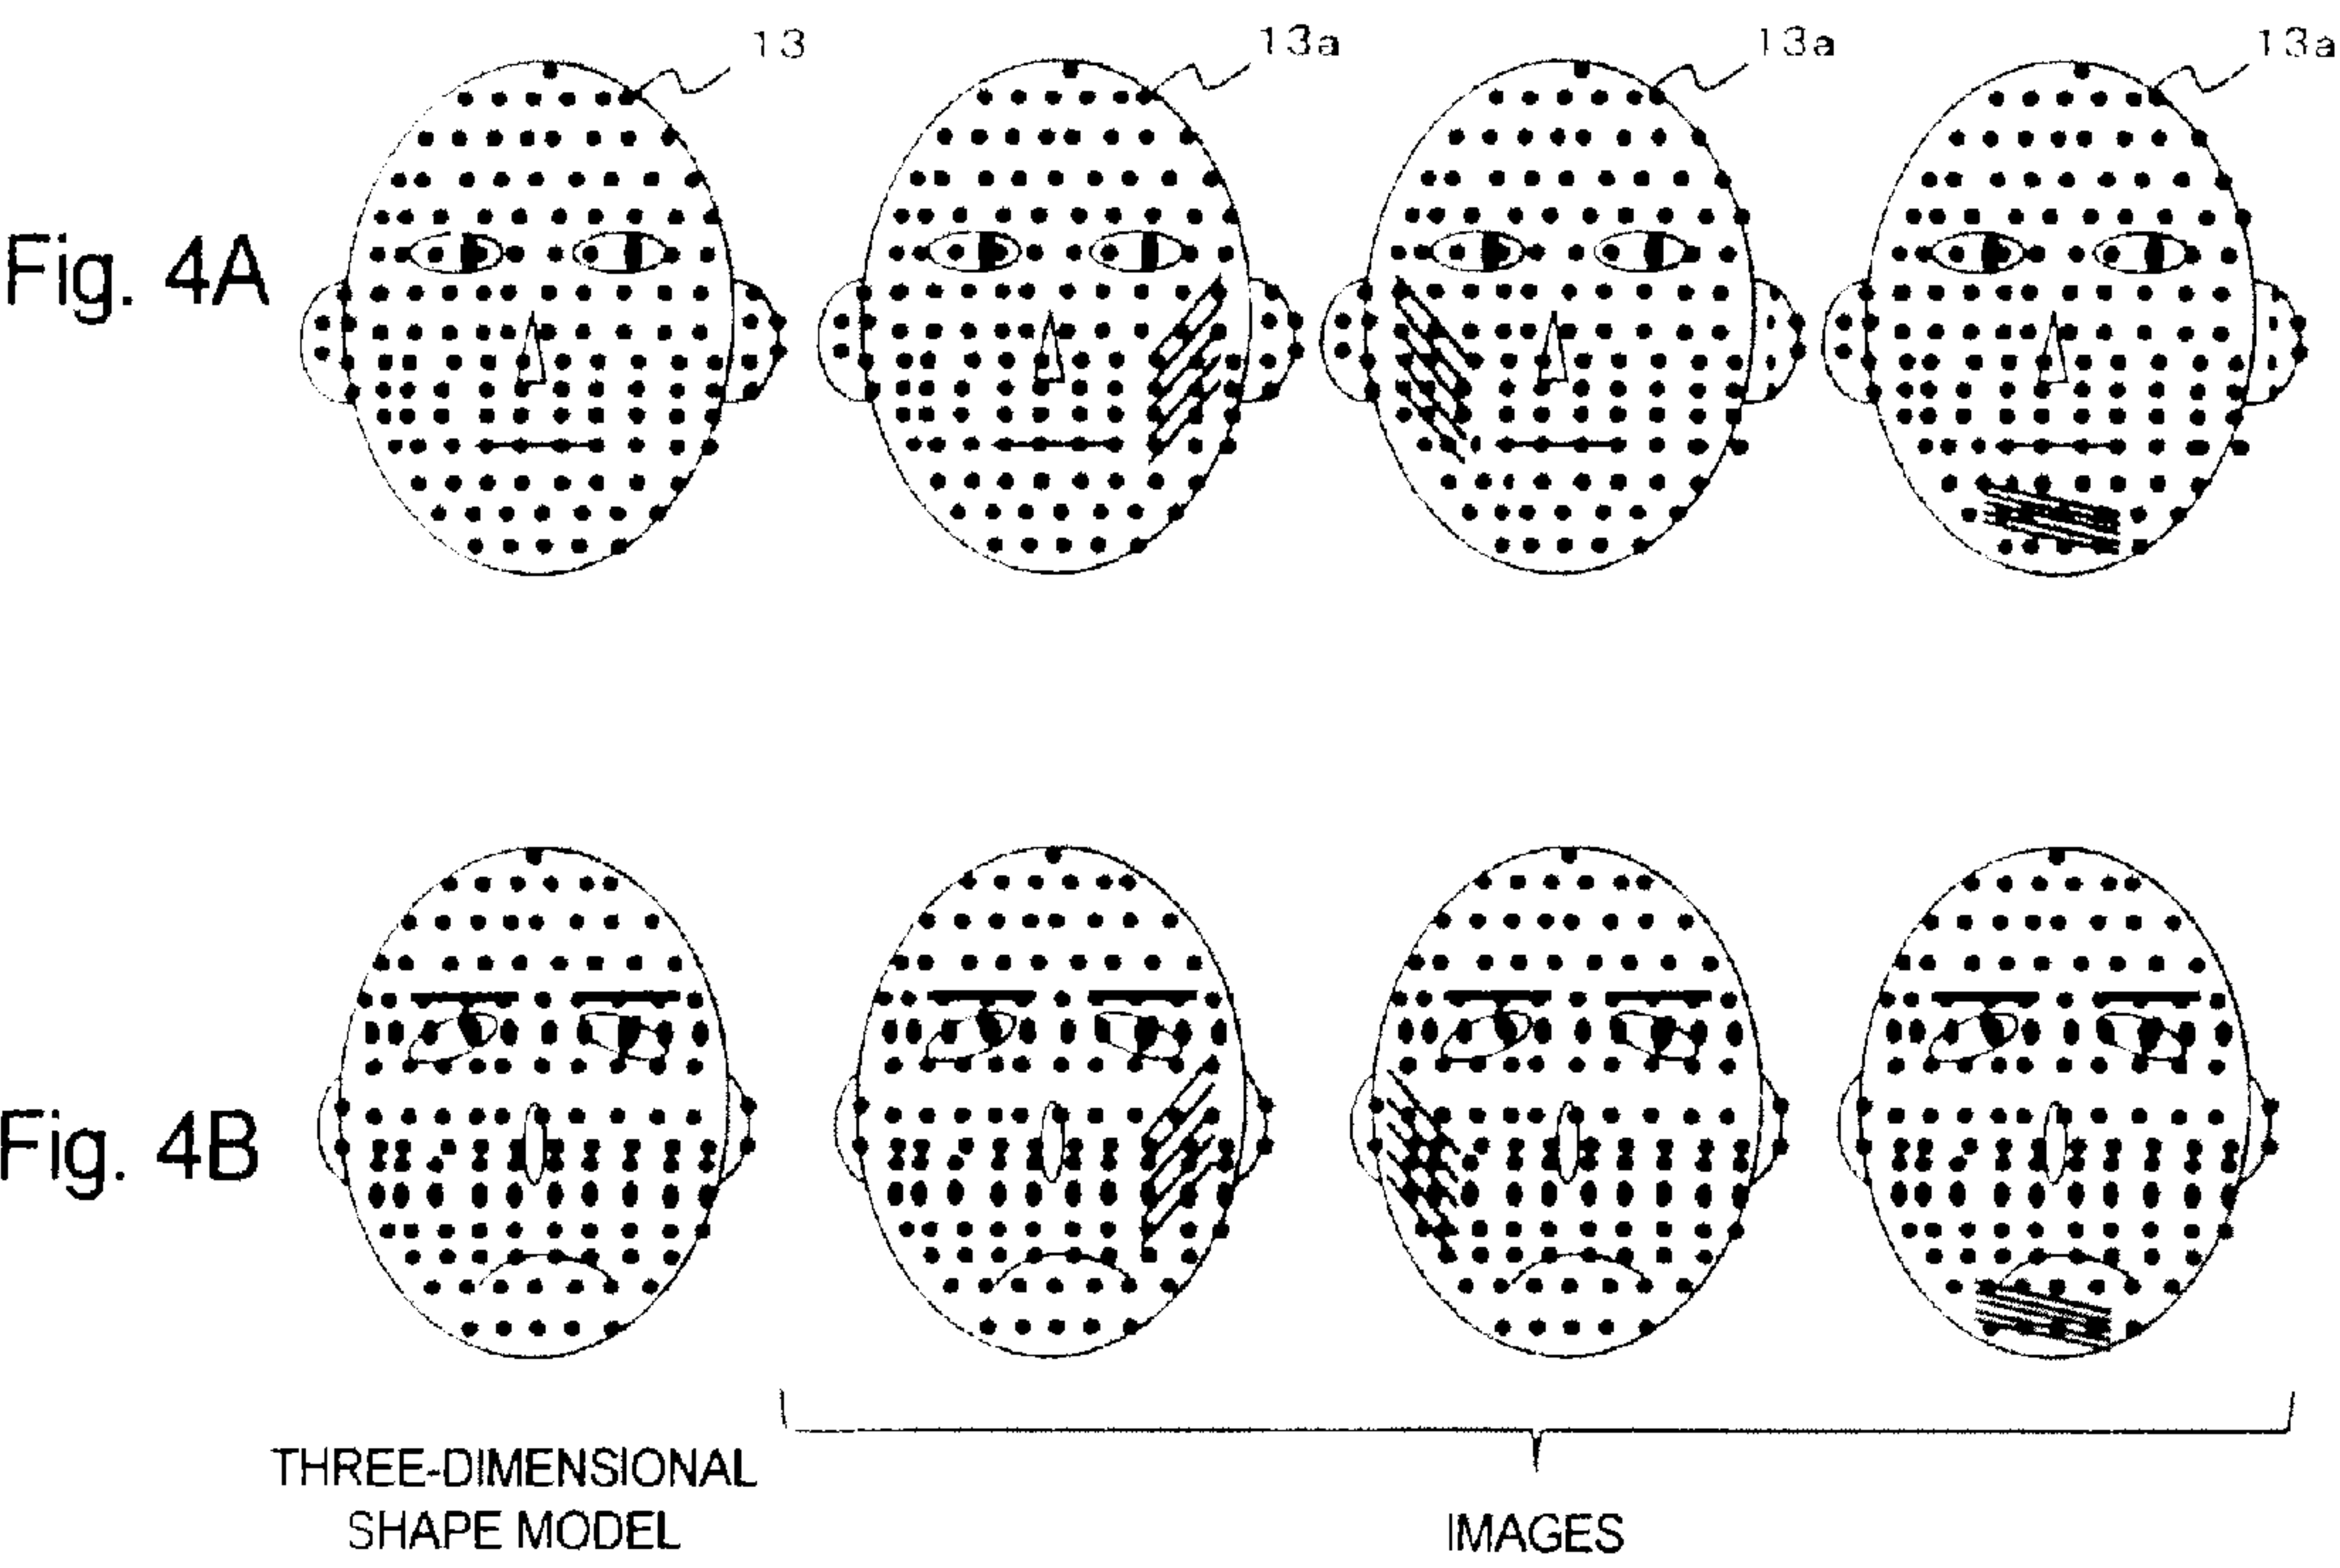 13 13a 13a 13a
Fig. 4A
Fig. 4B
THREE-DIMENSIONAL
SHAPE MODEL
IMAGES